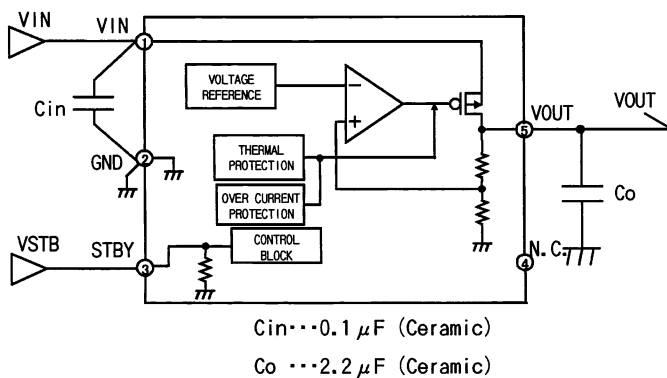 VIN
VIN
1
VOLTAGE
REFERENCE
−
+
Cin
VOUT
VOUT
5
GND
2
THERMAL
PROTECTION
OVER CURRENT
PROTECTION
Co
VSTB
STBY
3
CONTROL
BLOCK
N.C.
4
Cin···0.1μF (Ceramic)
Co ···2.2μF (Ceramic)